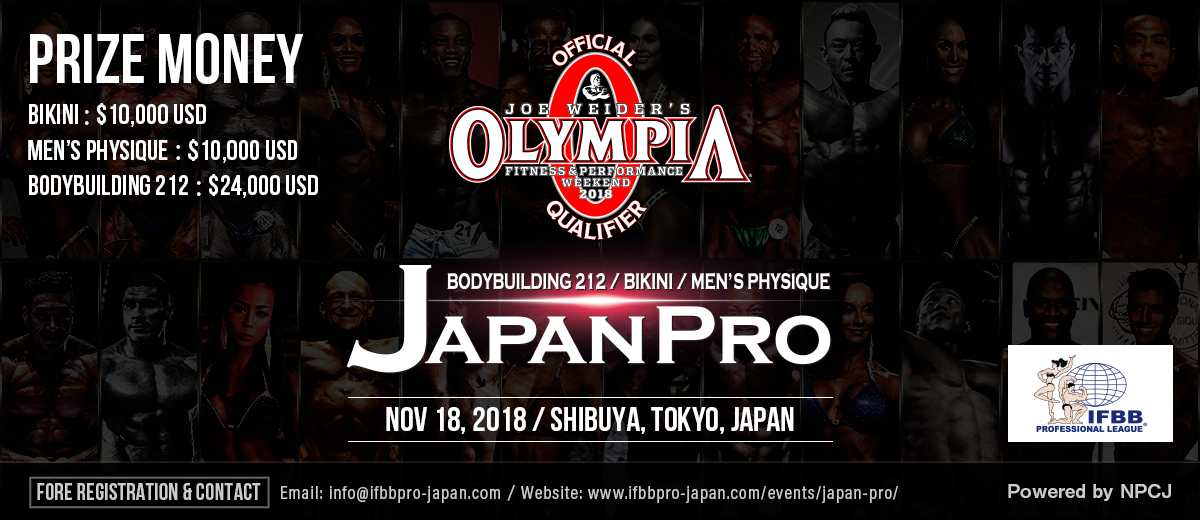 PRIZE MONEY
BIKINI : $10,000 USD
MEN'S PHYSIQUE : $10,000 USD
BODYBUILDING 212 : $24,000 USD
OFFICIAL
JOE WEIDER'S
OLYMPIA
FITNESS & PERFORMANCE
WEEKEND
2018
QUALIFIER
21
12
BODYBUILDING 212 / BIKINI / MEN'S PHYSIQUE
JAPAN PRO
NOV 18, 2018 / SHIBUYA, TOKYO, JAPAN
IFBB
PROFESSIONAL LEAGUE
FORE REGISTRATION & CONTACT
Email: info@ifbbpro-japan.com / Website: www.ifbbpro-japan.com/events/japan-pro/
Powered by NPCJ